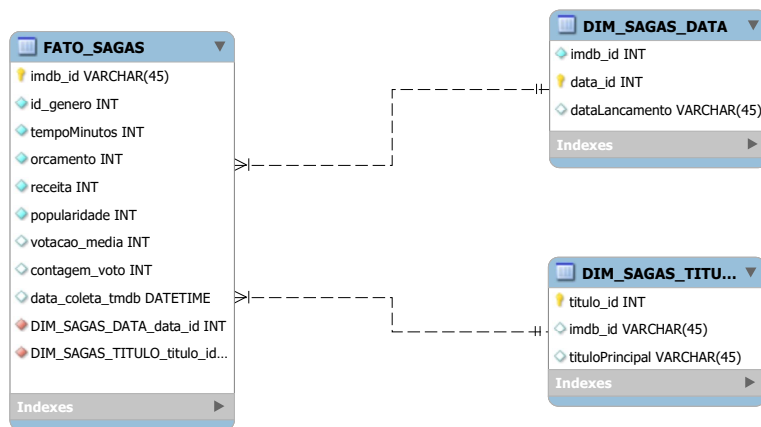 FATO_SAGAS
imdb_id VARCHAR(45)
id_genero INT
tempoMinutos INT
orcamento INT
receita INT
popularidade INT
votacao_media INT
contagem_voto INT
data_coleta_tmdb DATETIME
DIM_SAGAS_DATA_data_id INT
DIM_SAGAS_TITULO_titulo_id...
Indexes
DIM_SAGAS_DATA
imdb_id INT
data_id INT
dataLancamento VARCHAR(45)
Indexes
DIM_SAGAS_TITU...
titulo_id INT
imdb_id VARCHAR(45)
tituloPrincipal VARCHAR(45)
Indexes